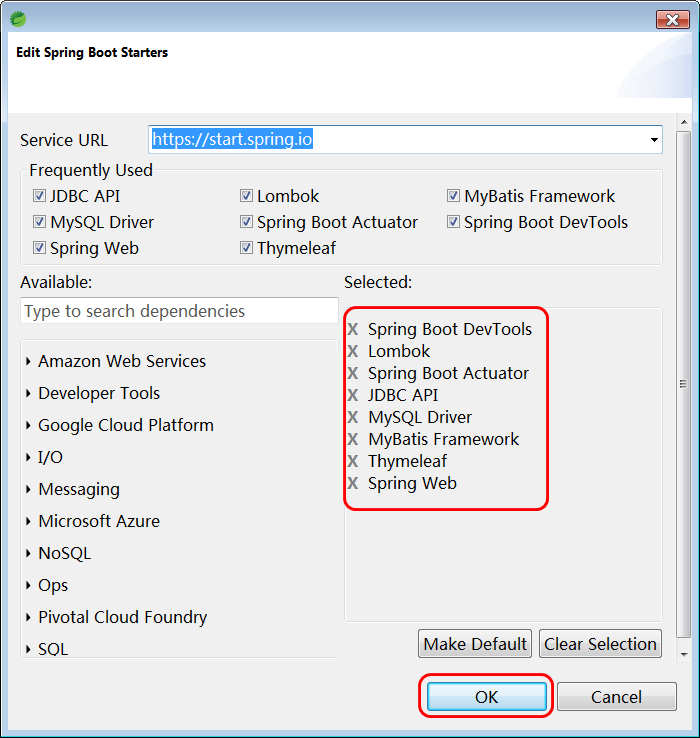 Edit Spring Boot Starters
Service URL https://start.spring.io
Frequently Used
JDBC API Lombok MyBatis Framework
MySQL Driver Spring Boot Actuator Spring Boot DevTools
Spring Web Thymeleaf
Available:
Type to search dependencies
Amazon Web Services
Developer Tools
Google Cloud Platform
I/O
Messaging
Microsoft Azure
NoSQL
Ops
Pivotal Cloud Foundry
SQL
Selected:
X Spring Boot DevTools
X Lombok
X Spring Boot Actuator
X JDBC API
X MySQL Driver
X MyBatis Framework
X Thymeleaf
X Spring Web
Make Default Clear Selection
OK Cancel